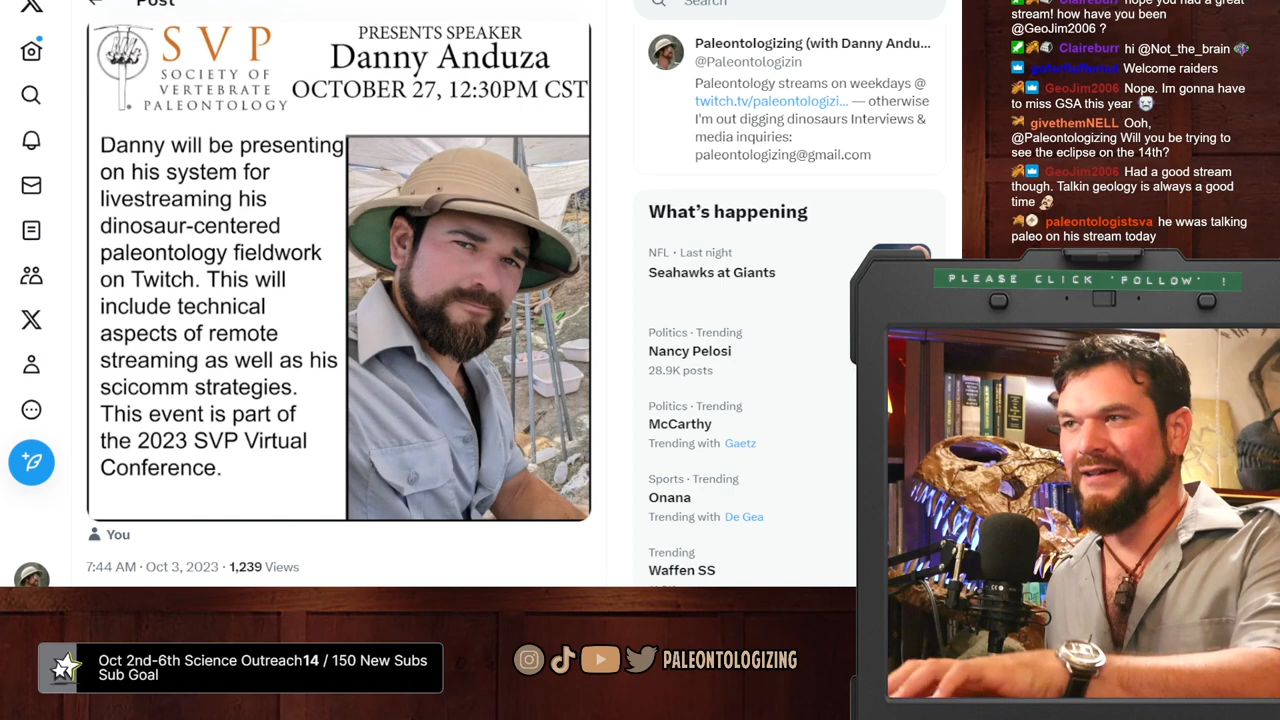 Post
SVP
SOCIETY OF
VERTEBRATE
PALEONTOLOGY
PRESENTS SPEAKER
Danny Anduza
OCTOBER 27, 12:30PM CST
Danny will be presenting
on his system for
livestreaming his
dinosaur-centered
paleontology fieldwork
on Twitch. This will
include technical
aspects of remote
streaming as well as his
scicomm strategies.
This event is part of
the 2023 SVP Virtual
Conference.
You
7:44 AM · Oct 3, 2023 · 1,239 Views
Search
Paleontologizing (with Danny Andu...
@Paleontologizin
Paleontology streams on weekdays @
twitch.tv/paleontologizi... — otherwise
I'm out digging dinosaurs Interviews &
media inquiries:
paleontologizing@gmail.com
What's happening
NFL · Last night
Seahawks at Giants
Politics · Trending
Nancy Pelosi
28.9K posts
Politics · Trending
McCarthy
Trending with Gaetz
Sports · Trending
Onana
Trending with De Gea
Trending
Waffen SS
Claireburr hope you had a great
stream! how have you been
@GeoJim2006 ?
Claireburr hi @Not_the_brain
Welcome raiders
GeoJim2006 Nope. Im gonna have
to miss GSA this year
givethemNELL Ooh,
@Paleontologizing Will you be trying to
see the eclipse on the 14th?
GeoJim2006 Had a good stream
though. Talkin geology is always a good
time
paleontologistsva he wwas talking
paleo on his stream today
PLEASE CLICK 'FOLLOW' !
Oct 2nd-6th Science Outreach14 / 150 New Subs
Sub Goal
PALEONTOLOGIZING